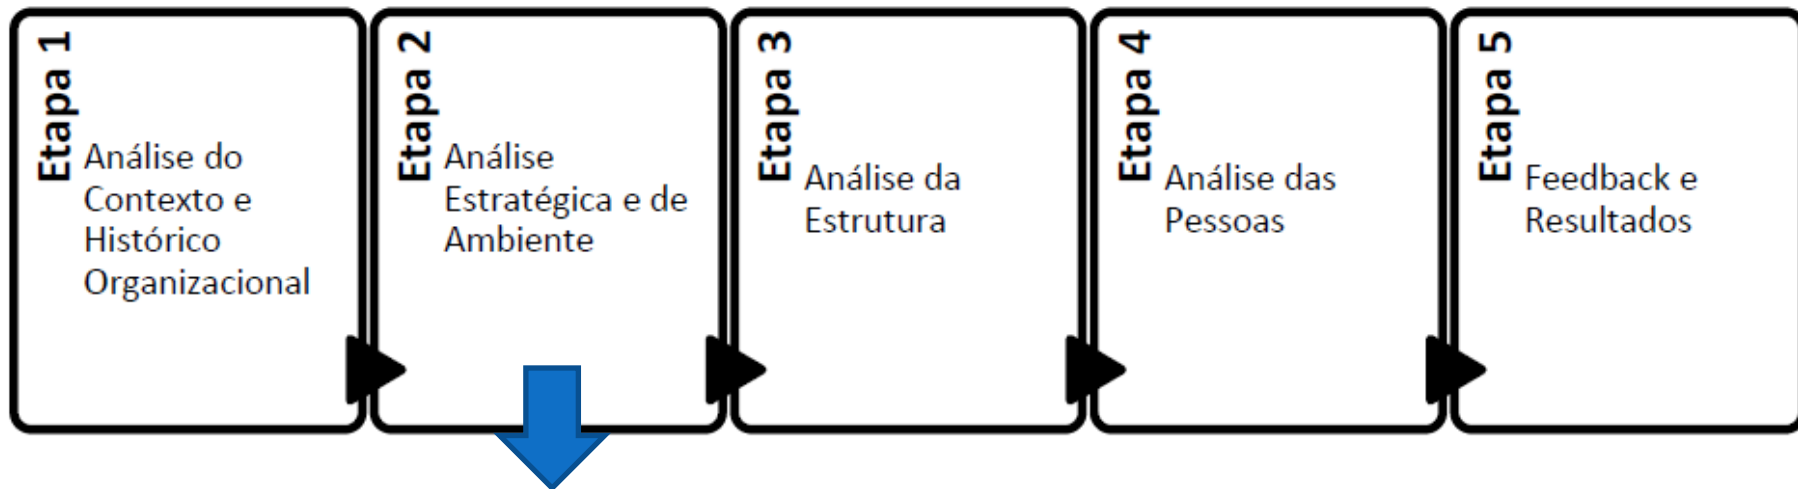 Etapa 1
Análise do
Contexto e
Histórico
Organizacional
Etapa 2
Análise
Estratégica e de
Ambiente
Etapa 3
Análise da
Estrutura
Etapa 4
Análise das
Pessoas
Etapa 5
Feedback e
Resultados